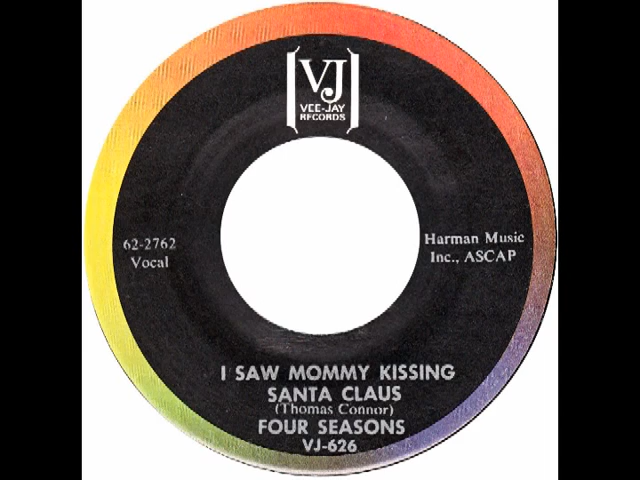 VJ
VEE-JAY
RECORDS
62-2762
Vocal
Harman Music
Inc., ASCAP
I SAW MOMMY KISSING
SANTA CLAUS
(Thomas Connor)
FOUR SEASONS
VJ-626